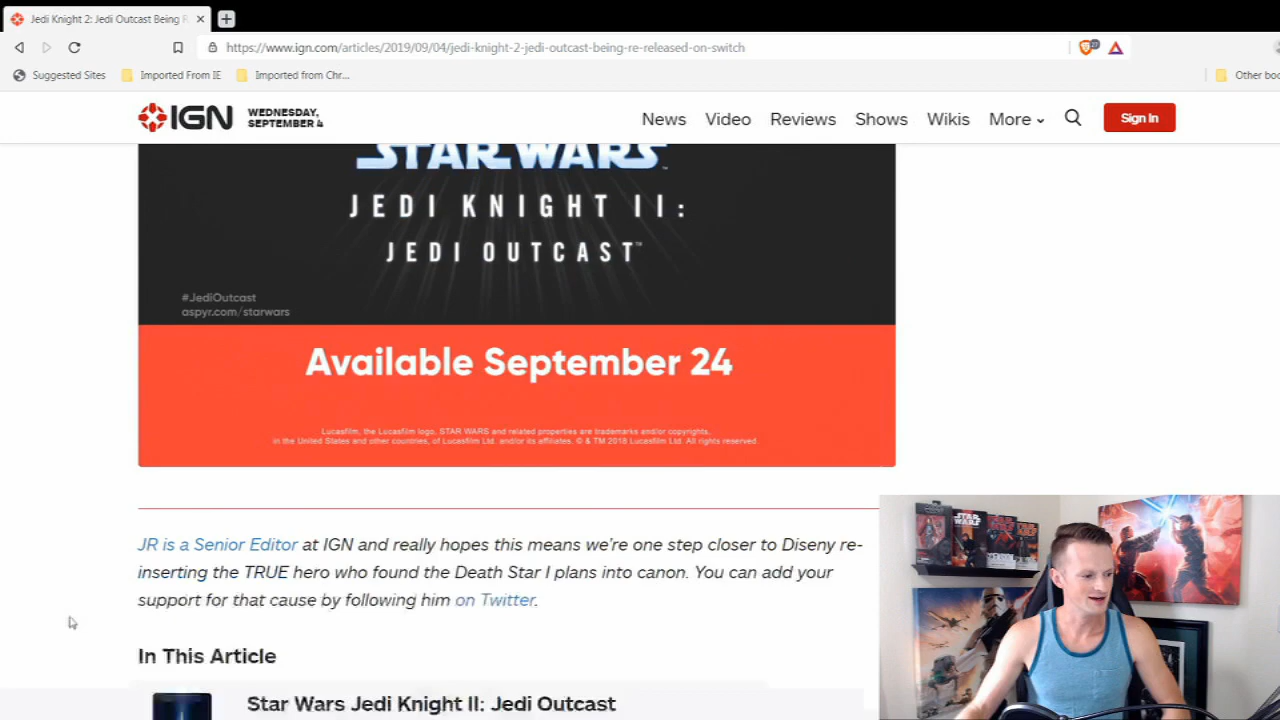 Jedi Knight 2: Jedi Outcast Being R
https://www.ign.com/articles/2019/09/04/jedi-knight-2-jedi-outcast-being-re-released-on-switch
Suggested Sites
Imported From IE
Imported from Chr...
Other boo
IGN
WEDNESDAY,
SEPTEMBER 4
News
Video
Reviews
Shows
Wikis
More
Sign In
STAR WARS
JEDI KNIGHT II:
JEDI OUTCAST™
#JediOutcast
aspyr.com/starwars
Available September 24
Lucasfilm, the Lucasfilm logo, STAR WARS and related properties are trademarks and/or copyrights,
in the United States and other countries, of Lucasfilm Ltd. and/or its affiliates. © & TM 2018 Lucasfilm Ltd. All rights reserved.
JR is a Senior Editor at IGN and really hopes this means we're one step closer to Diseny re-
inserting the TRUE hero who found the Death Star I plans into canon. You can add your
support for that cause by following him on Twitter.
In This Article
Star Wars Jedi Knight II: Jedi Outcast